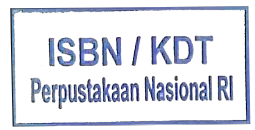 ISBN / KDT
Perpustakaan Nasional RI